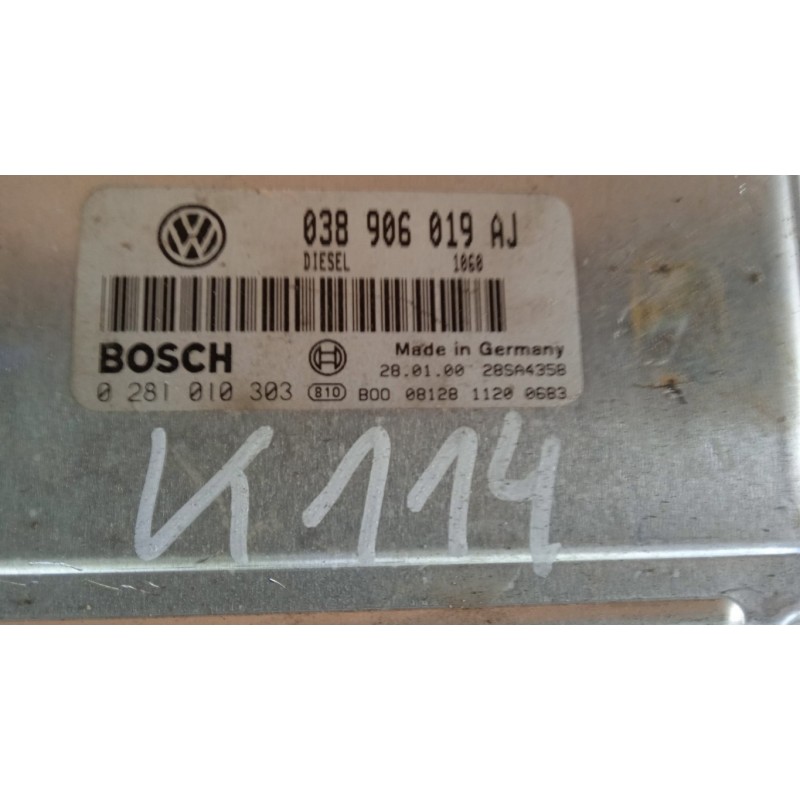 038 906 019 AJ
DIESEL 1060
BOSCH Made in Germany
28.01.00 28SA4358
0 281 010 303 810 B00 08128 1120 0683
K114